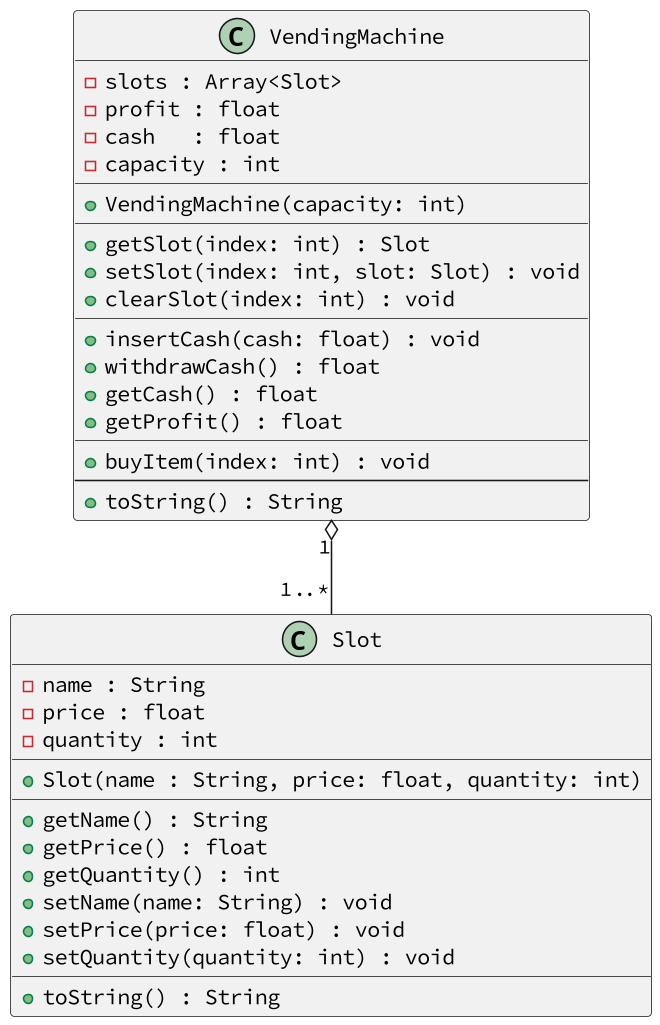 C VendingMachine
slots : Array<Slot>
profit : float
cash   : float
capacity : int
VendingMachine(capacity: int)
getSlot(index: int) : Slot
setSlot(index: int, slot: Slot) : void
clearSlot(index: int) : void
insertCash(cash: float) : void
withdrawCash() : float
getCash() : float
getProfit() : float
buyItem(index: int) : void
toString() : String
1
1..*
C Slot
name : String
price : float
quantity : int
Slot(name : String, price: float, quantity: int)
getName() : String
getPrice() : float
getQuantity() : int
setName(name: String) : void
setPrice(price: float) : void
setQuantity(quantity: int) : void
toString() : String